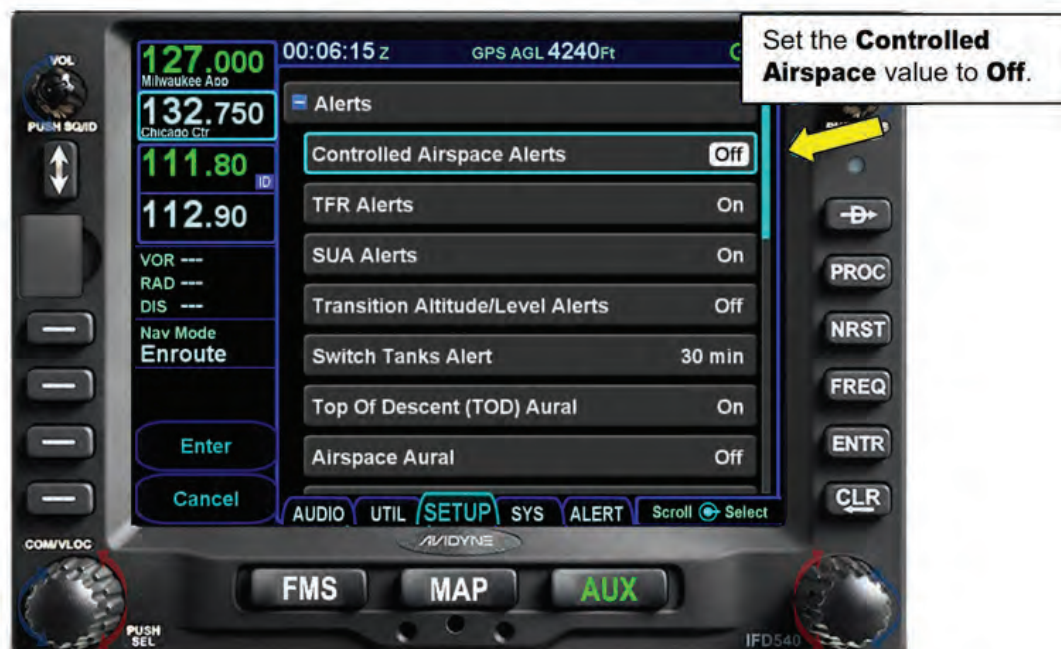 Set the Controlled
Airspace value to Off.
VOL
PUSH SQ/ID
127.000
Milwaukee App
132.750
Chicago Ctr
111.80
ID
112.90
VOR ---
RAD ---
DIS ---
Nav Mode
Enroute
Enter
Cancel
00:06:15 Z GPS AGL 4240Ft
Alerts
Controlled Airspace Alerts Off
TFR Alerts On
SUA Alerts On
Transition Altitude/Level Alerts Off
Switch Tanks Alert 30 min
Top Of Descent (TOD) Aural On
Airspace Aural Off
AUDIO UTIL SETUP SYS ALERT Scroll Select
D
PROC
NRST
FREQ
ENTR
CLR
AVIDYNE
COM/VLOC
PUSH
SEL
FMS MAP AUX
IFD540